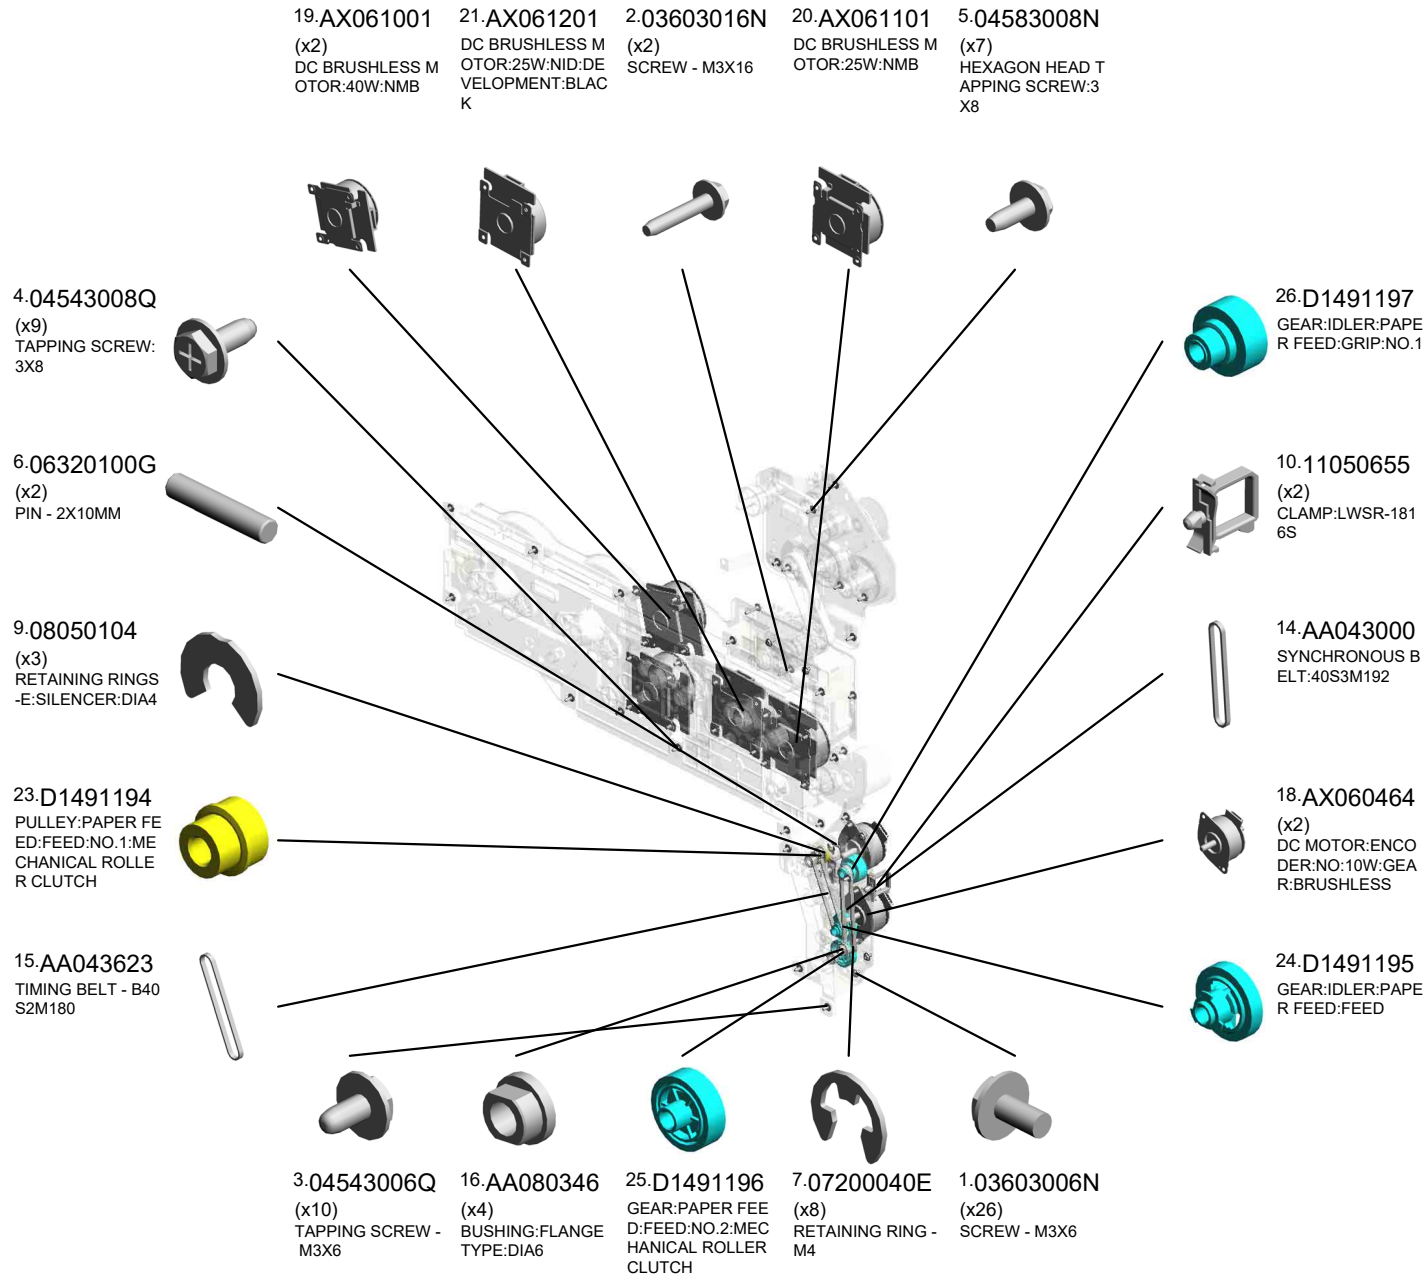 19.AX061001
(x2)
DC BRUSHLESS M
OTOR:40W:NMB
21.AX061201
DC BRUSHLESS M
OTOR:25W:NID:DE
VELOPMENT:BLAC
K
2.03603016N
(x2)
SCREW - M3X16
20.AX061101
DC BRUSHLESS M
OTOR:25W:NMB
5.04583008N
(x7)
HEXAGON HEAD T
APPING SCREW:3
X8
4.04543008Q
(x9)
TAPPING SCREW:
3X8
26.D1491197
GEAR:IDLER:PAPE
R FEED:GRIP:NO.1
6.06320100G
(x2)
PIN - 2X10MM
10.11050655
(x2)
CLAMP:LWSR-181
6S
9.08050104
(x3)
RETAINING RINGS
-E:SILENCER:DIA4
14.AA043000
SYNCHRONOUS B
ELT:40S3M192
23.D1491194
PULLEY:PAPER FE
ED:FEED:NO.1:ME
CHANICAL ROLLE
R CLUTCH
18.AX060464
(x2)
DC MOTOR:ENCO
DER:NO:10W:GEA
R:BRUSHLESS
15.AA043623
TIMING BELT - B40
S2M180
24.D1491195
GEAR:IDLER:PAPE
R FEED:FEED
3.04543006Q
(x10)
TAPPING SCREW -
M3X6
16.AA080346
(x4)
BUSHING:FLANGE
TYPE:DIA6
25.D1491196
GEAR:PAPER FEE
D:FEED:NO.2:MEC
HANICAL ROLLER
CLUTCH
7.07200040E
(x8)
RETAINING RING -
M4
1.03603006N
(x26)
SCREW - M3X6